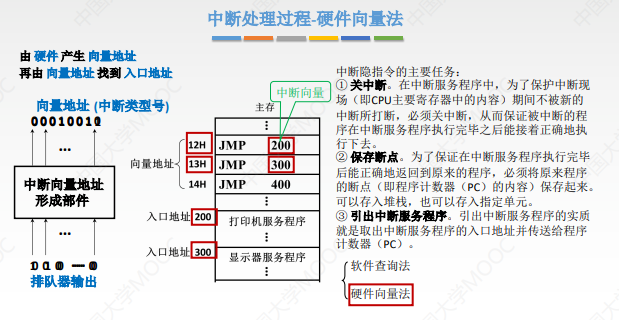 中断处理过程-硬件向量法
由 硬件 产生 向量地址
再由 向量地址 找到 入口地址
向量地址 (中断类型号)
00010010
…
中断向量地址
形成部件
…
排队器输出
中断向量
主存
12H JMP 200
向量地址 13H JMP 300
14H JMP 400
入口地址 200 打印机服务程序
入口地址 300 显示器服务程序
中断隐指令的主要任务：
① 关中断。在中断服务程序中，为了保护中断现
场（即CPU主要寄存器中的内容）期间不被新的
中断所打断，必须关中断，从而保证被中断的程
序在中断服务程序执行完毕之后能接着正确地执
行下去。
② 保存断点。为了保证在中断服务程序执行完毕
后能正确地返回到原来的程序，必须将原来程序
的断点（即程序计数器（PC）的内容）保存起来。
可以存入堆栈，也可以存入指定单元。
③ 引出中断服务程序。引出中断服务程序的实质
就是取出中断服务程序的入口地址并传送给程序
计数器（PC）。
软件查询法
硬件向量法